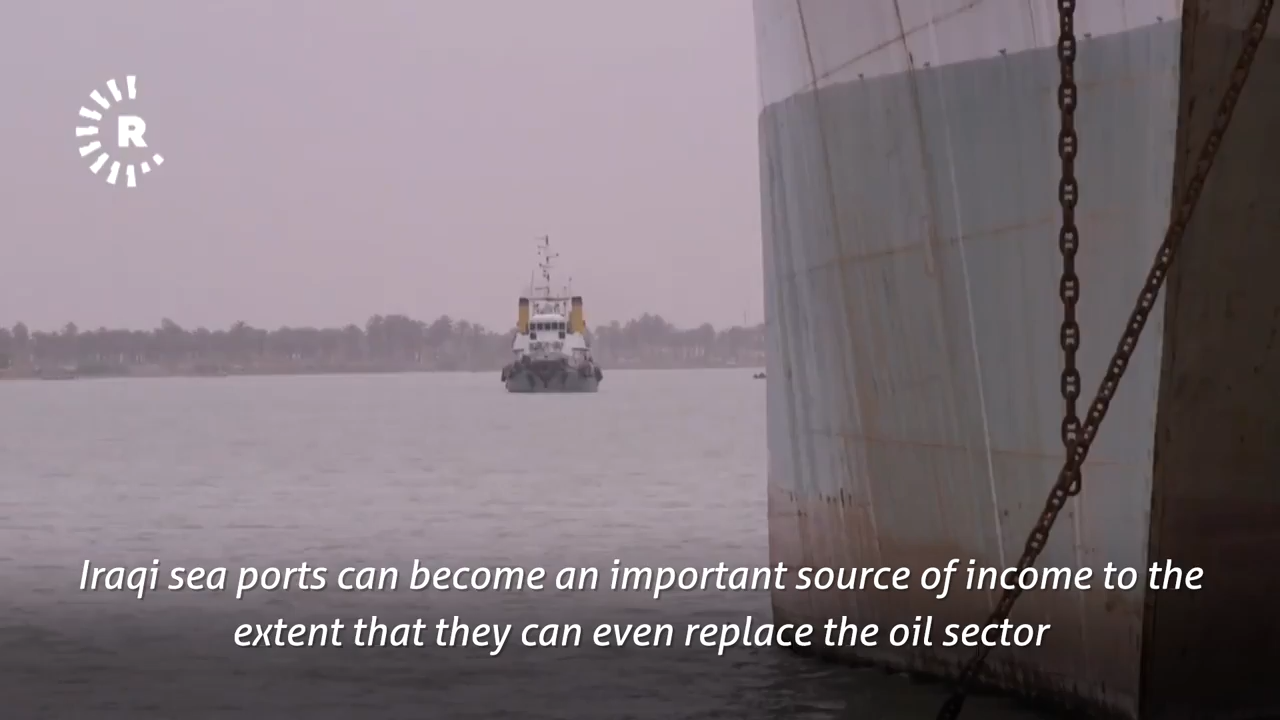 R
Iraqi sea ports can become an important source of income to the
extent that they can even replace the oil sector